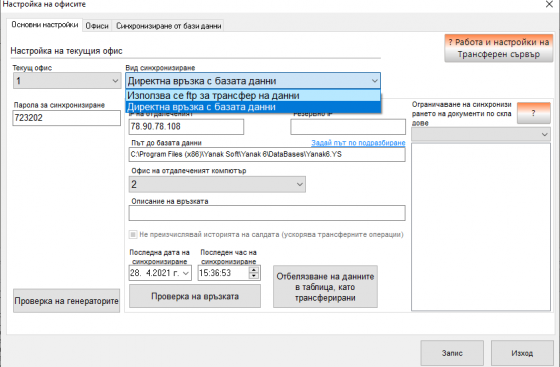 Настройка на офисите
Основни настройки
Офиси
Синхронизиране от бази данни
? Работа и настройки на
Трансферен сървър
Настройка на текущия офис
Текущ офис
1
Вид синхронизиране
Директна връзка с базата данни
Използва се ftp за трансфер на данни
Директна връзка с базата данни
Парола за синхронизиране
723202
IP на отдалеченият
Резервно IP
78.90.78.108
Ограничаване на синхронизи
рането на документи по скла
дове
?
Път до базата данни
Задай път по подразбиране
C:\Program Files (x86)\Yanak Soft\Yanak 6\DataBases\Yanak6.YS
Офис на отдалеченият компютър
2
Описание на връзката
Не преизчислявай историята на салдата (ускорява трансферните операции)
Последна дата на
синхронизиране
28. 4.2021 г.
Последен час на
синхронизиране
15:36:53
Отбелязване на данните
в таблица, като
трансферирани
Проверка на генераторите
Проверка на връзката
Запис
Изход